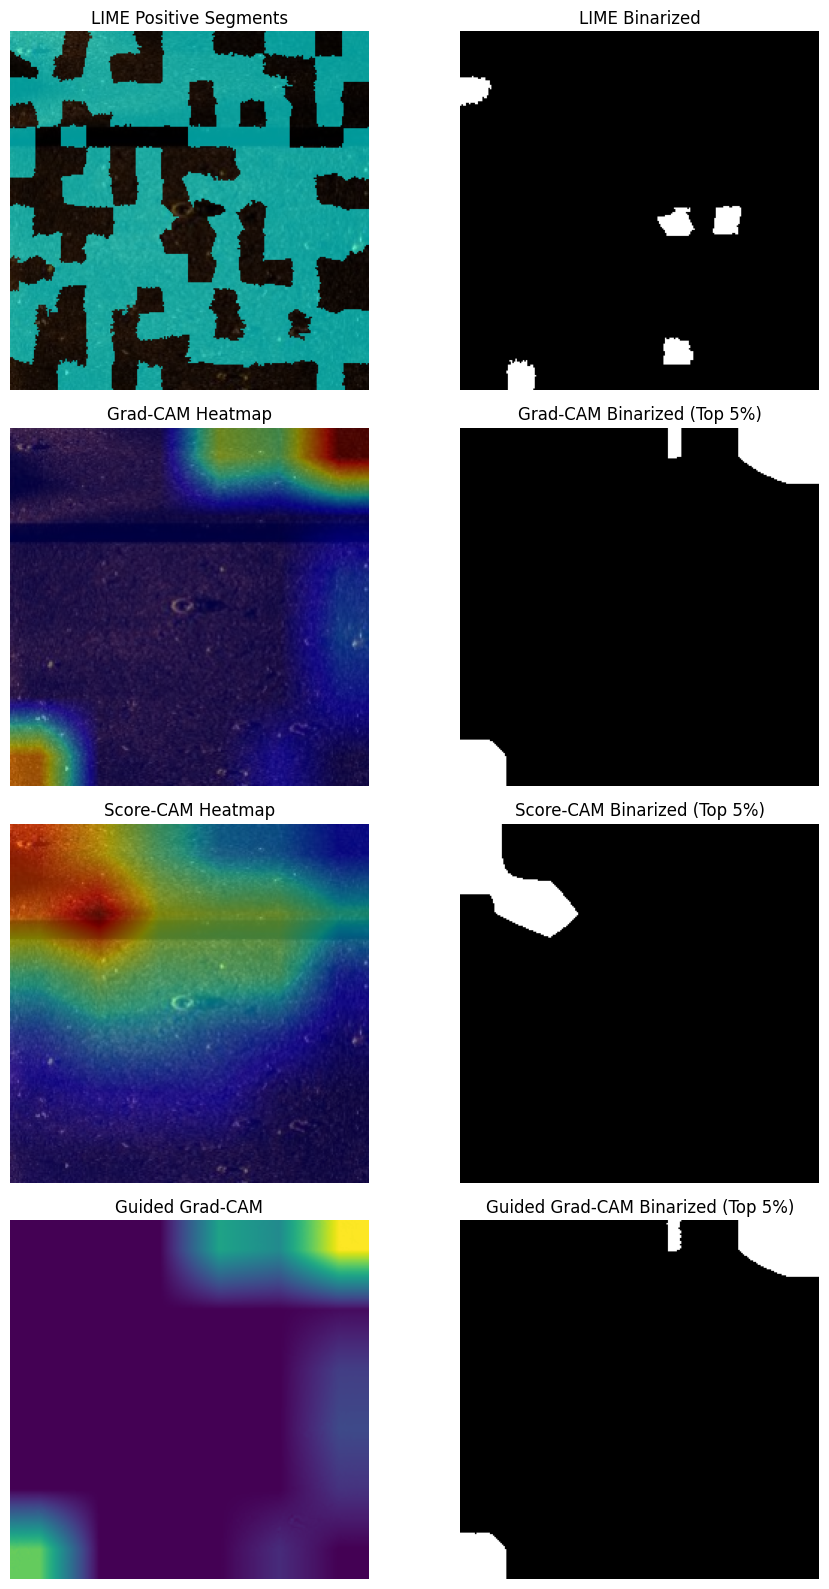 LIME Positive Segments
LIME Binarized
Grad-CAM Heatmap
Grad-CAM Binarized (Top 5%)
Score-CAM Heatmap
Score-CAM Binarized (Top 5%)
Guided Grad-CAM
Guided Grad-CAM Binarized (Top 5%)